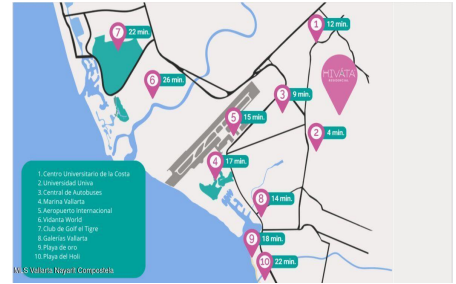 7 22 min.
1 12 min.
6 26 min.
HIVATA
3 9 min.
5 15 min.
2 4 min.
4 17 min.
8 14 min.
9 18 min.
10 22 min.
1. Centro Universitario de la Costa
2. Universidad Univa
3. Central de Autobuses
4. Marina Vallarta
5. Aeropuerto Internacional
6. Vidanta World
7. Club de Golf el Tigre
8. Galerías Vallarta
9. Playa de oro
10. Playa del Holi
MLS Vallarta Nayarit Compostela